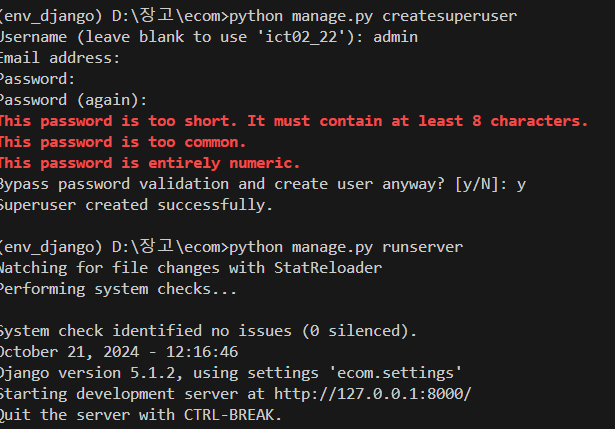 (env_django) D:\장고\ecom>python manage.py createsuperuser
Username (leave blank to use 'ict02_22'): admin
Email address:
Password:
Password (again):
This password is too short. It must contain at least 8 characters.
This password is too common.
This password is entirely numeric.
Bypass password validation and create user anyway? [y/N]: y
Superuser created successfully.
(env_django) D:\장고\ecom>python manage.py runserver
Watching for file changes with StatReloader
Performing system checks...
System check identified no issues (0 silenced).
October 21, 2024 - 12:16:46
Django version 5.1.2, using settings 'ecom.settings'
Starting development server at http://127.0.0.1:8000/
Quit the server with CTRL-BREAK.